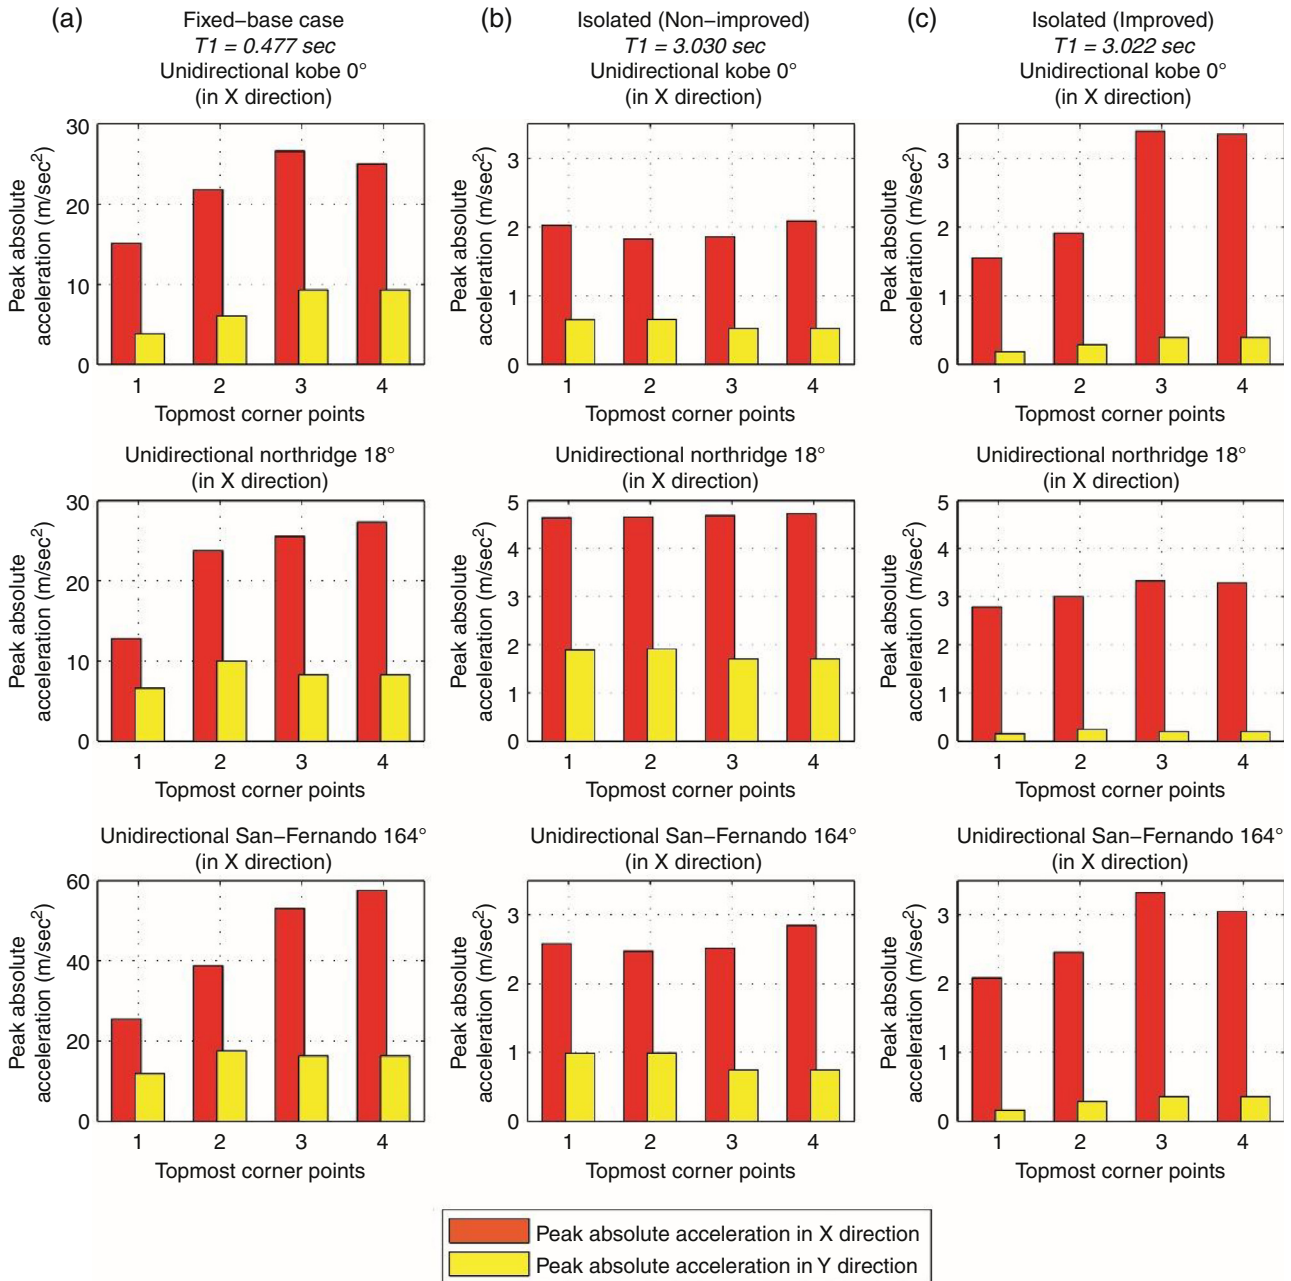 (a)
Fixed–base case
T1 = 0.477 sec
Unidirectional kobe 0°
(in X direction)
30
20
10
0
Peak absolute
acceleration (m/sec²)
1 2 3 4
Topmost corner points
(b)
Isolated (Non–improved)
T1 = 3.030 sec
Unidirectional kobe 0°
(in X direction)
3
2
1
0
Peak absolute
acceleration (m/sec²)
1 2 3 4
Topmost corner points
(c)
Isolated (Improved)
T1 = 3.022 sec
Unidirectional kobe 0°
(in X direction)
3
2
1
0
Peak absolute
acceleration (m/sec²)
1 2 3 4
Topmost corner points
Unidirectional northridge 18°
(in X direction)
30
20
10
0
Peak absolute
acceleration (m/sec²)
1 2 3 4
Topmost corner points
Unidirectional northridge 18°
(in X direction)
5
4
3
2
1
0
Peak absolute
acceleration (m/sec²)
1 2 3 4
Topmost corner points
Unidirectional northridge 18°
(in X direction)
5
4
3
2
1
0
Peak absolute
acceleration (m/sec²)
1 2 3 4
Topmost corner points
Unidirectional San–Fernando 164°
(in X direction)
60
40
20
0
Peak absolute
acceleration (m/sec²)
1 2 3 4
Topmost corner points
Unidirectional San–Fernando 164°
(in X direction)
3
2
1
0
Peak absolute
acceleration (m/sec²)
1 2 3 4
Topmost corner points
Unidirectional San–Fernando 164°
(in X direction)
3
2
1
0
Peak absolute
acceleration (m/sec²)
1 2 3 4
Topmost corner points
Peak absolute acceleration in X direction
Peak absolute acceleration in Y direction